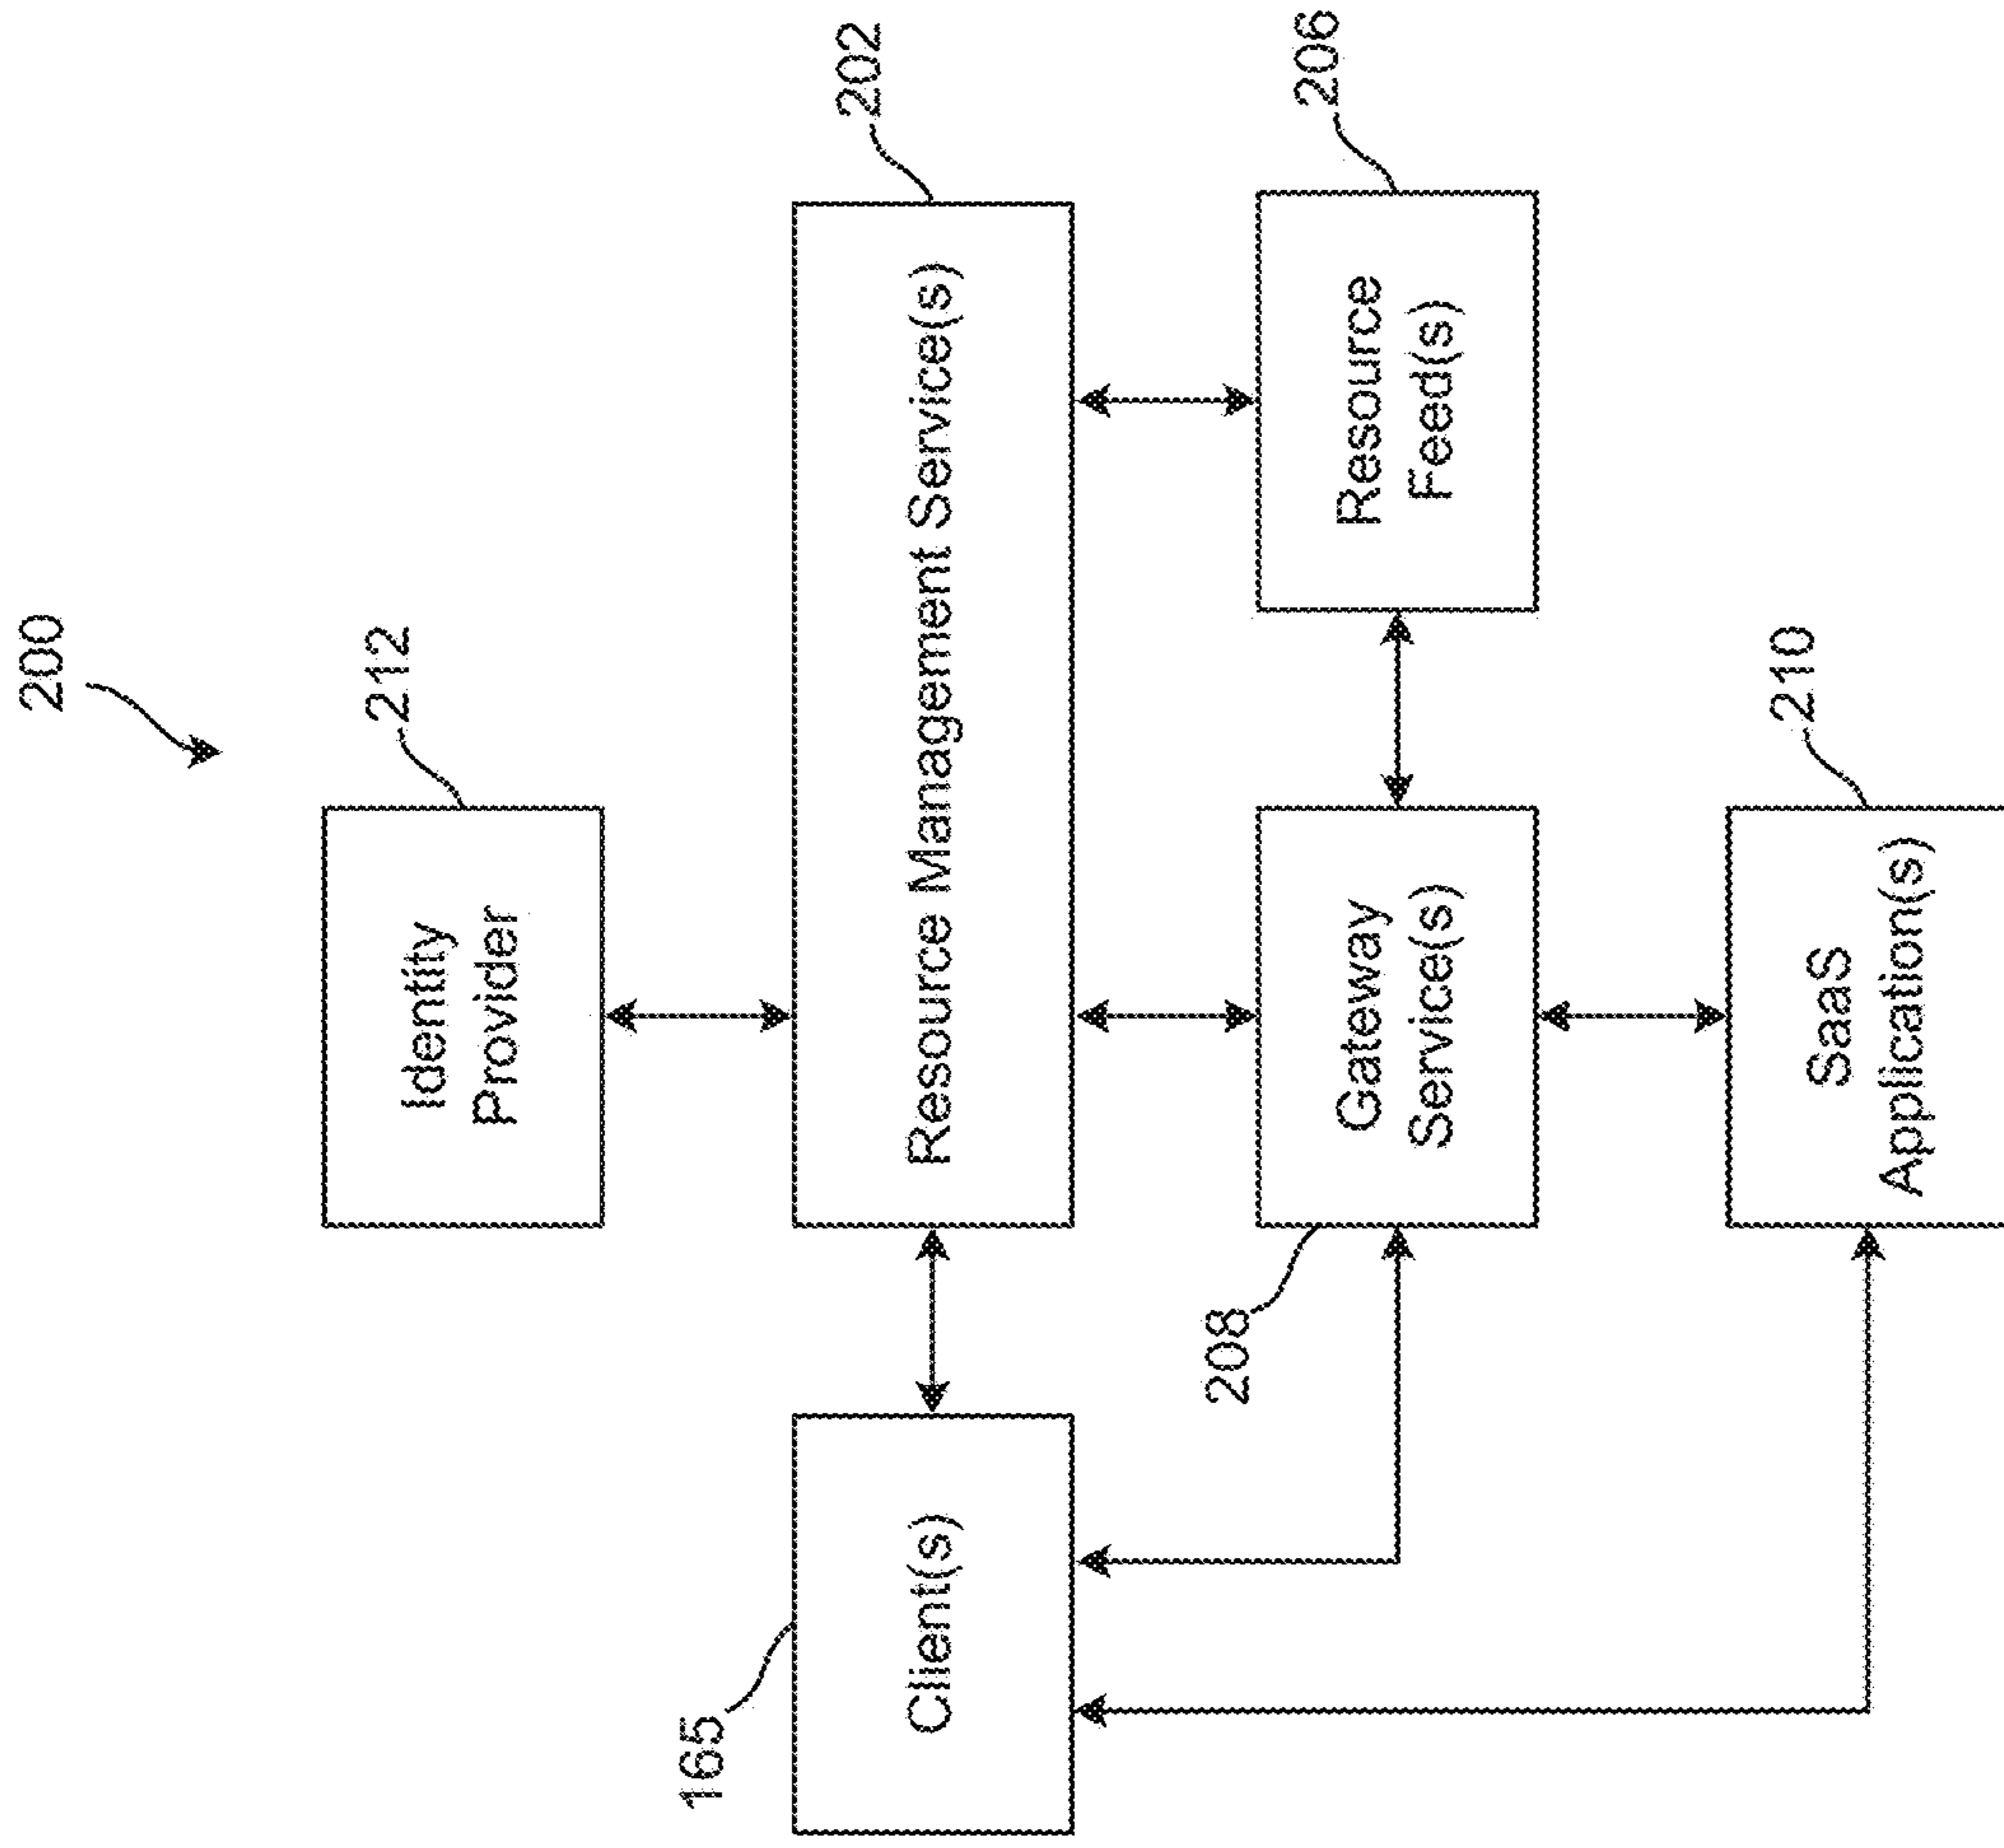 200
212
Identity
Provider
202
Resource Management Service(s)
165
Client(s)
206
Resource
Feed(s)
208
Gateway
Service(s)
210
SaaS
Application(s)